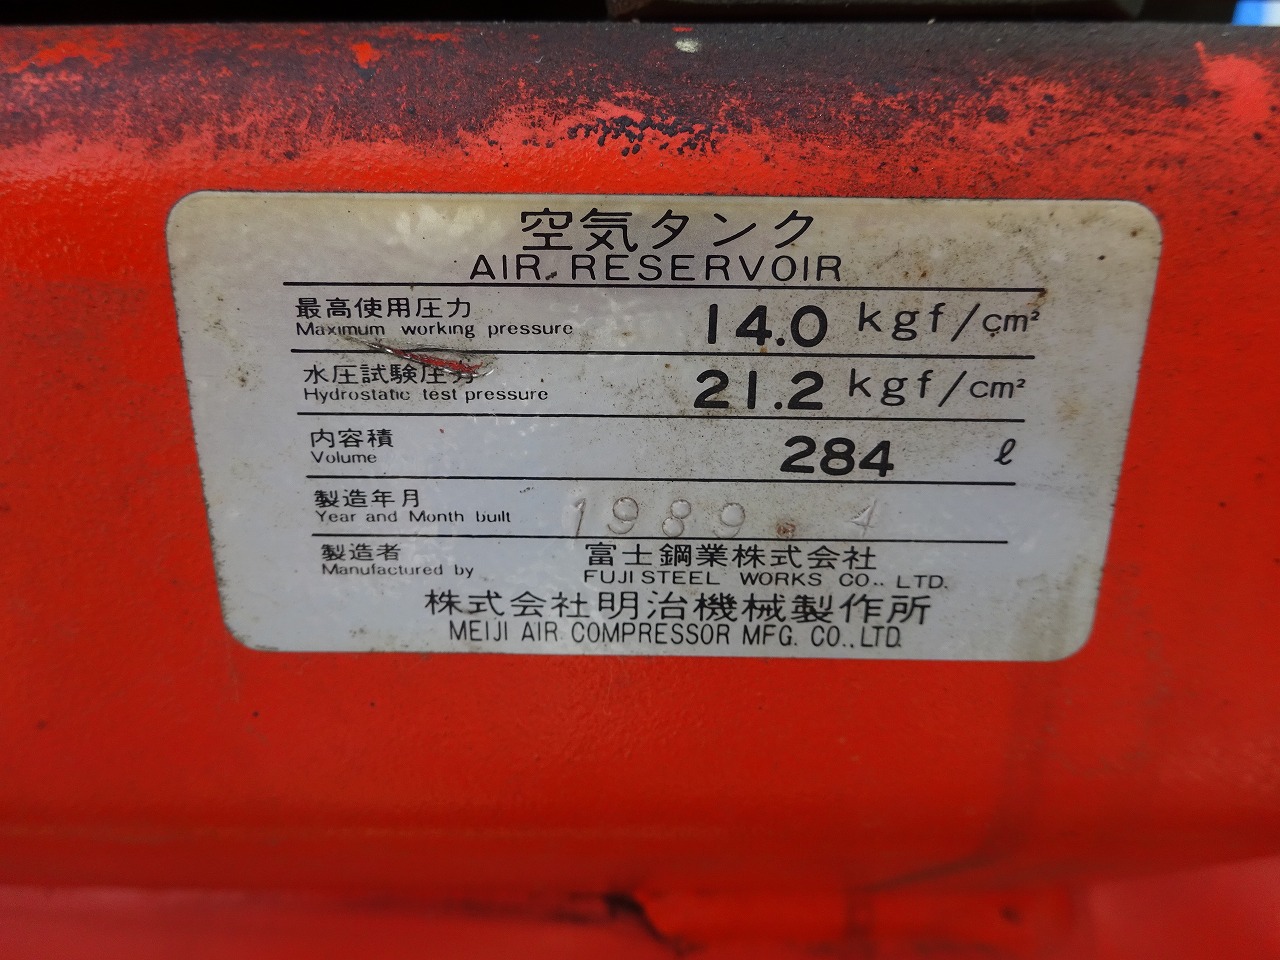 空気タンク
AIR RESERVOIR
最高使用圧力
Maximum working pressure
14.0 kgf/cm²
水圧試験圧力
Hydrostatic test pressure
21.2 kgf/cm²
内容積
Volume
284 ℓ
製造年月
Year and Month built
1989. 4
製造者
Manufactured by
富士鋼業株式会社
FUJI STEEL WORKS CO., LTD.
株式会社明治機械製作所
MEIJI AIR COMPRESSOR MFG. CO., LTD.